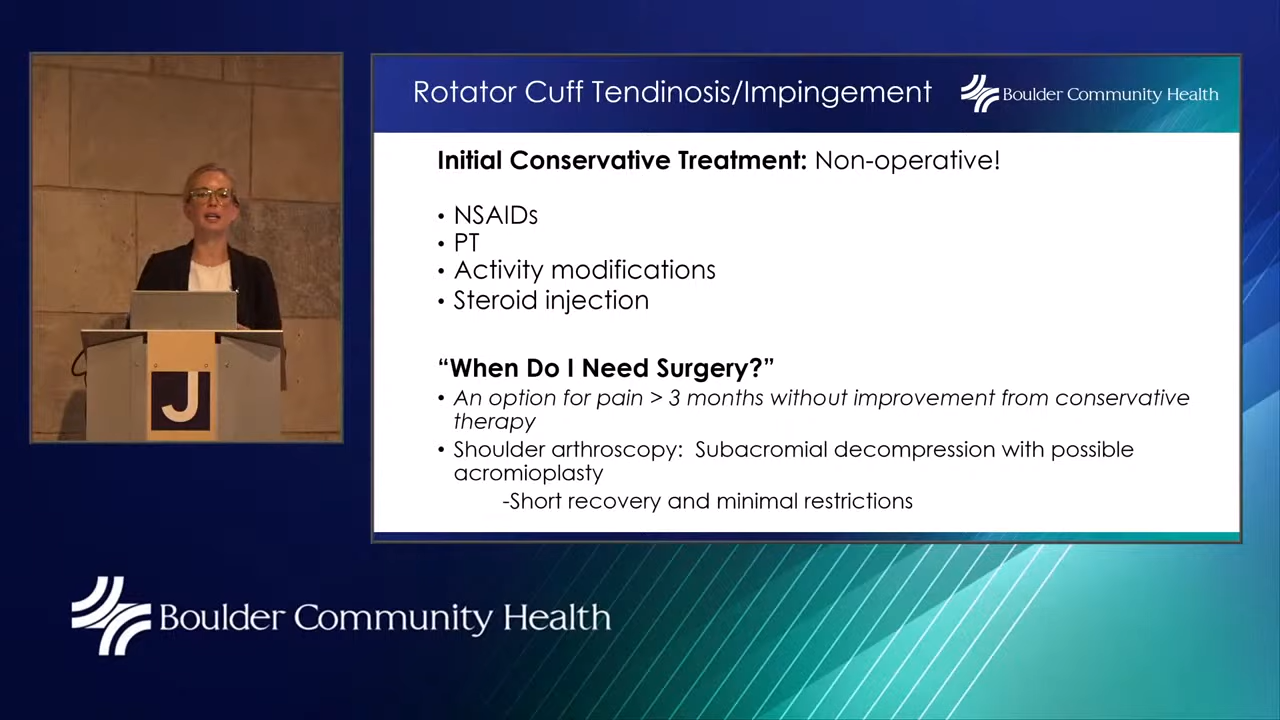 Rotator Cuff Tendinosis/Impingement
Boulder Community Health
Initial Conservative Treatment: Non-operative!
• NSAIDs
• PT
• Activity modifications
• Steroid injection
“When Do I Need Surgery?”
• An option for pain > 3 months without improvement from conservative
therapy
• Shoulder arthroscopy: Subacromial decompression with possible
acromioplasty
-Short recovery and minimal restrictions
J
Boulder Community Health